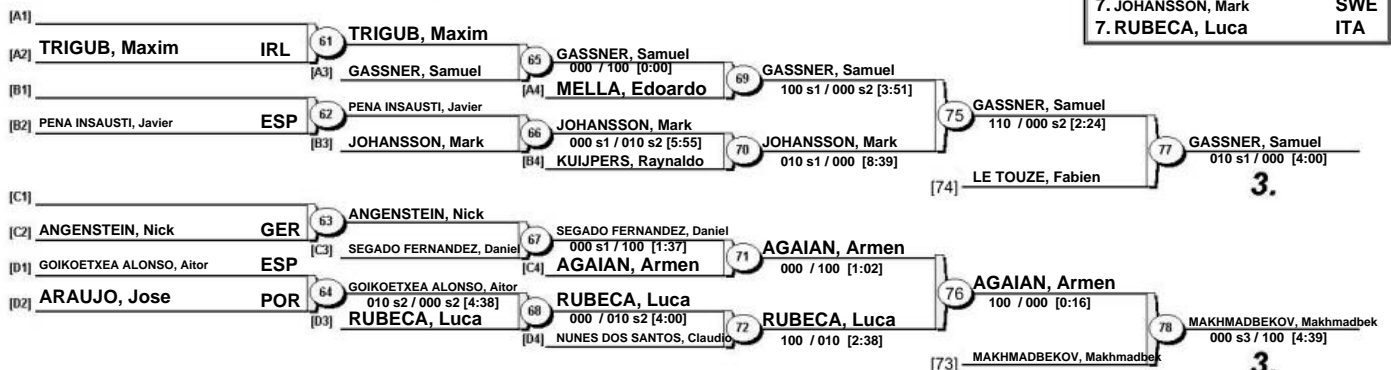 7. JOHANSSON, Mark SWE
7. RUBECA, Luca ITA
[A1]
[A2] TRIGUB, Maxim IRL
61
TRIGUB, Maxim
[A3] GASSNER, Samuel
65
GASSNER, Samuel
000 / 100 [0:00]
[A4] MELLA, Edoardo
69
GASSNER, Samuel
100 s1 / 000 s2 [3:51]
[B1]
[B2] PENA INSAUSTI, Javier ESP
62
PENA INSAUSTI, Javier
[B3] JOHANSSON, Mark
66
JOHANSSON, Mark
000 s1 / 010 s2 [5:55]
[B4] KUIJPERS, Raynaldo
70
JOHANSSON, Mark
010 s1 / 000 [8:39]
75
GASSNER, Samuel
110 / 000 s2 [2:24]
[74] LE TOUZE, Fabien
77
GASSNER, Samuel
010 s1 / 000 [4:00]
3.
[C1]
[C2] ANGENSTEIN, Nick GER
63
ANGENSTEIN, Nick
[C3] SEGADO FERNANDEZ, Daniel
67
SEGADO FERNANDEZ, Daniel
000 s1 / 100 [1:37]
[C4] AGAIAN, Armen
71
AGAIAN, Armen
000 / 100 [1:02]
[D1] GOIKOETXEA ALONSO, Aitor ESP
[D2] ARAUJO, Jose POR
64
GOIKOETXEA ALONSO, Aitor
010 s2 / 000 s2 [4:38]
[D3] RUBECA, Luca
68
RUBECA, Luca
000 / 010 s2 [4:00]
[D4] NUNES DOS SANTOS, Claudio
72
RUBECA, Luca
100 / 010 [2:38]
76
AGAIAN, Armen
100 / 000 [0:16]
[73] MAKHMADBEKOV, Makhmadbek
78
MAKHMADBEKOV, Makhmadbek
000 s3 / 100 [4:39]
3.